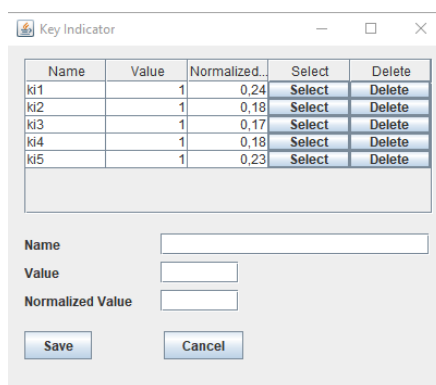 Key Indicator
Name Value Normalized... Select Delete
ki1 1 0,24 Select Delete
ki2 1 0,18 Select Delete
ki3 1 0,17 Select Delete
ki4 1 0,18 Select Delete
ki5 1 0,23 Select Delete
Name
Value
Normalized Value
Save Cancel